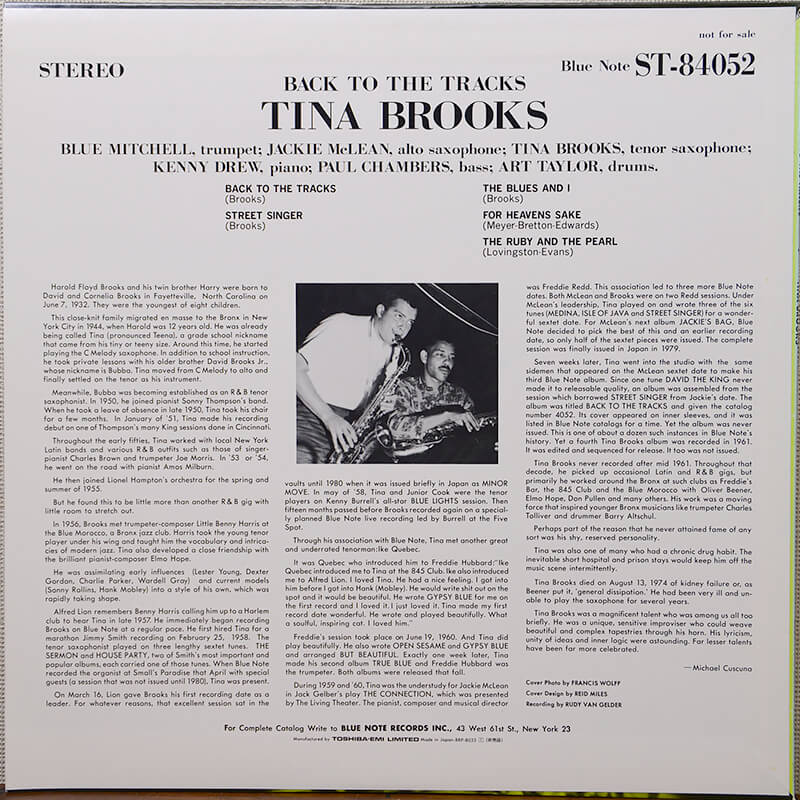 not for sale
STEREO
Blue Note ST-84052
BACK TO THE TRACKS
TINA BROOKS
BLUE MITCHELL, trumpet; JACKIE McLEAN, alto saxophone; TINA BROOKS, tenor saxophone;
KENNY DREW, piano; PAUL CHAMBERS, bass; ART TAYLOR, drums.
BACK TO THE TRACKS
(Brooks)
STREET SINGER
(Brooks)
THE BLUES AND I
(Brooks)
FOR HEAVENS SAKE
(Meyer-Bretton-Edwards)
THE RUBY AND THE PEARL
(Lovingston-Evans)
Harold Floyd Brooks and his twin brother Harry were born to
David and Cornelia Brooks in Fayetteville, North Carolina on
June 7, 1932. They were the youngest of eight children.
This close-knit family migrated en masse to the Bronx in New
York City in 1944, when Harold was 12 years old. He was already
being called Tina (pronounced Teena), a grade school nickname
that came from his tiny or teeny size. Around this time, he started
playing the C Melody saxophone. In addition to school instruction,
he took private lessons with his older brother David Brooks Jr.,
whose nickname is Bubba. Tina moved from C Melody to alto and
finally settled on the tenor as his instrument.
Meanwhile, Bubba was becoming established as an R & B tenor
saxophonist. In 1950, he joined pianist Sonny Thompson's band.
When he took a leave of absence in late 1950, Tina took his chair
for a few months. In January of '51, Tina made his recording
debut on one of Thompson's many King sessions done in Cincinnati.
Throughout the early fifties, Tina worked with local New York
Latin bands and various R & B outfits such as those of singer-
pianist Charles Brown and trumpeter Joe Morris. In '53 or '54,
he went on the road with pianist Amos Milburn.
He then joined Lionel Hampton's orchestra for the spring and
summer of 1955.
But he found this to be little more than another R & B gig with
little room to stretch out.
In 1956, Brooks met trumpeter-composer Little Benny Harris at
the Blue Morocco, a Bronx jazz club. Harris took the young tenor
player under his wing and taught him the vocabulary and intrica-
cies of modern jazz. Tina also developed a close friendship with
the brilliant pianist-composer Elmo Hope.
He was assimilating early influences (Lester Young, Dexter
Gordon, Charlie Parker, Wardell Gray) and current models
(Sonny Rollins, Hank Mobley) into a style of his own, which was
rapidly taking shape.
Alfred Lion remembers Benny Harris calling him up to a Harlem
club to hear Tina in late 1957. He immediately began recording
Brooks on Blue Note at a regular pace. He first hired Tina for a
marathon Jimmy Smith recording on February 25, 1958. The
tenor saxophonist played on three lengthy sextet tunes. THE
SERMON and HOUSE PARTY, two of Smith's most important and
popular albums, each carried one of those tunes. When Blue Note
recorded the organist at Small's Paradise that April with special
guests (a session that was not issued until 1980), Tina was present.
On March 16, Lion gave Brooks his first recording date as a
leader. For whatever reasons, that excellent session sat in the
vaults until 1980 when it was issued briefly in Japan as MINOR
MOVE. In may of '58, Tina and Junior Cook were the tenor
players on Kenny Burrell's all-star BLUE LIGHTS session. Then
fifteen months passed before Brooks recorded again on a special-
ly planned Blue Note live recording led by Burrell at the Five
Spot.
Through his association with Blue Note, Tina met another great
and underrated tenorman: Ike Quebec.
It was Quebec who introduced him to Freddie Hubbard: "Ike
Quebec introduced me to Tina at the 845 Club. Ike also introduced
me to Alfred Lion. I loved Tina. He had a nice feeling. I got into
him before I got into Hank (Mobley). He would write shit out on the
spot and it would be beautiful. He wrote GYPSY BLUE for me on
the first record and I loved it. I just loved it. Tina made my first
record date wonderful. He wrote and played beautifully. What
a soulful, inspiring cat. I loved him."
Freddie's session took place on June 19, 1960. And Tina did
play beautifully. He also wrote OPEN SESAME and GYPSY BLUE
and arranged BUT BEAUTIFUL. Exactly one week later, Tina
made his second album TRUE BLUE and Freddie Hubbard was
the trumpeter. Both albums were released that fall.
During 1959 and '60, Tina was the understudy for Jackie McLean
in Jack Gelber's play THE CONNECTION, which was presented
by The Living Theater. The pianist, composer and musical director
was Freddie Redd. This association led to three more Blue Note
dates. Both McLean and Brooks were on two Redd sessions. Under
McLean's leadership, Tina played on and wrote three of the six
tunes (MEDINA, ISLE OF JAVA and STREET SINGER) for a wonder-
ful sextet date. For McLean's next album JACKIE'S BAG, Blue
Note decided to pick the best of this and an earlier recording
date, so only half of the sextet pieces were issued. The complete
session was finally issued in Japan in 1979.
Seven weeks later, Tina went into the studio with the same
sidemen that appeared on the McLean sextet date to make his
third Blue Note album. Since one tune DAVID THE KING never
made it to releasable quality, an album was assembled from the
session which borrowed STREET SINGER from Jackie's date. The
album was titled BACK TO THE TRACKS and given the catalog
number 4052. Its cover appeared on inner sleeves, and it was
listed in Blue Note catalogs for a time. Yet the album was never
issued. This is one of about a dozen such instances in Blue Note's
history. Yet a fourth Tina Brooks album was recorded in 1961.
It was edited and sequenced for release. It too was not issued.
Tina Brooks never recorded after mid 1961. Throughout that
decade, he picked up occasional Latin and R & B gigs, but
primarily he worked around the Bronx at such clubs as Freddie's
Bar, the 845 Club and the Blue Morocco with Oliver Beener,
Elmo Hope, Don Pullen and many others. His work was a moving
force that inspired younger Bronx musicians like trumpeter Charles
Tolliver and drummer Barry Altschul.
Perhaps part of the reason that he never attained fame of any
sort was his shy, reserved personality.
Tina was also one of many who had a chronic drug habit. The
inevitable short hospital and prison stays would keep him off the
music scene intermittently.
Tina Brooks died on August 13, 1974 of kidney failure or, as
Beener put it, 'general dissipation.' He had been very ill and un-
able to play the saxophone for several years.
Tina Brooks was a magnificent talent who was among us all too
briefly. He was a unique, sensitive improviser who could weave
beautiful and complex tapestries through his horn. His lyricism,
unity of ideas and inner logic were astounding. Far lesser talents
have been far more celebrated.
—Michael Cuscuna
Cover Photo by FRANCIS WOLFF
Cover Design by REID MILES
Recording by RUDY VAN GELDER
For Complete Catalog Write to BLUE NOTE RECORDS INC., 43 West 61st St., New York 23
Manufactured by TOSHIBA-EMI LIMITED Made in Japan